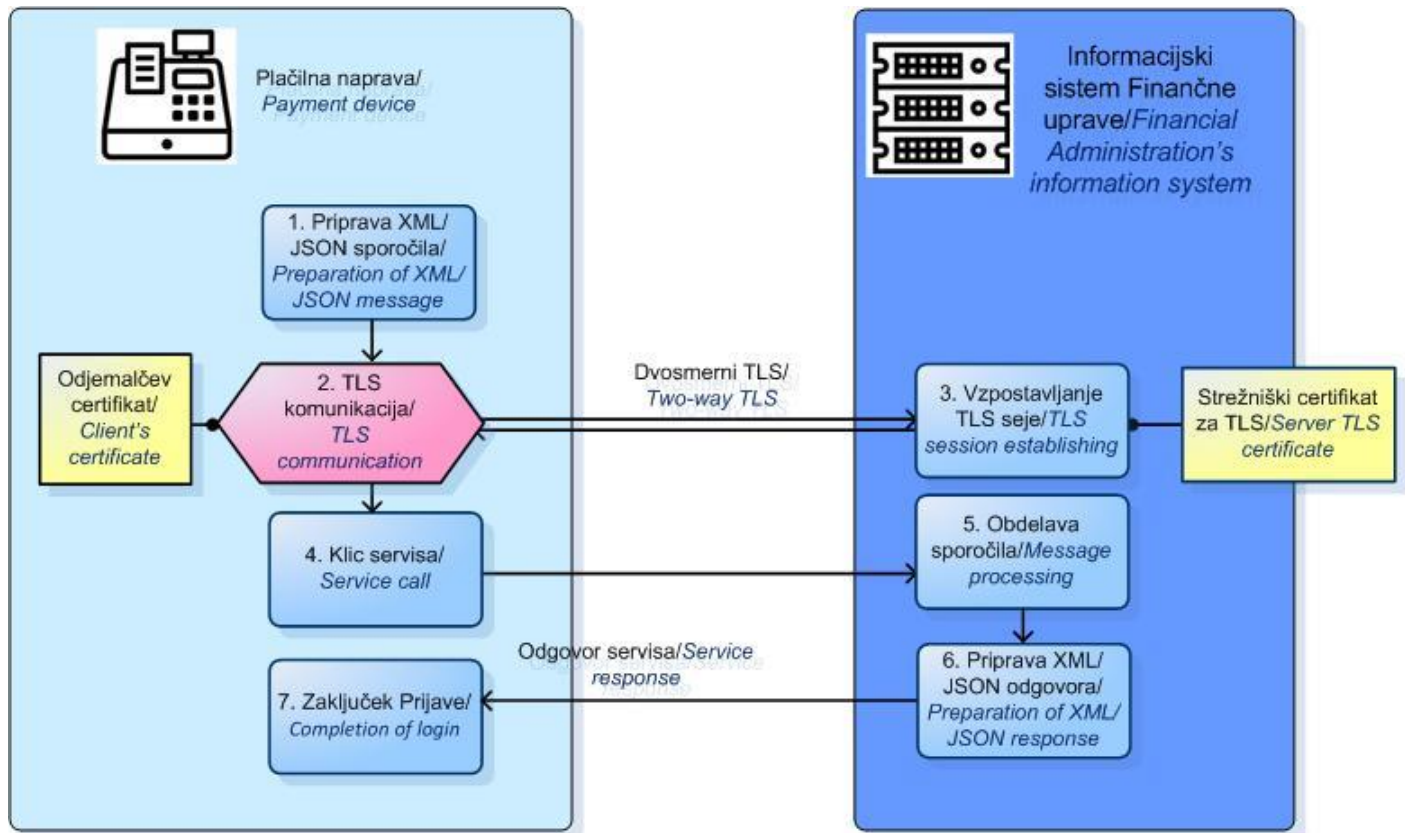 Plačilna naprava/
Payment device
Informacijski
sistem Finančne
uprave/Financial
Administration's
information system
1. Priprava XML/
JSON sporočila/
Preparation of XML/
JSON message
Odjemalčev
certifikat/
Client's
certificate
2. TLS
komunikacija/
TLS
communication
Dvosmerni TLS/
Two-way TLS
3. Vzpostavljanje
TLS seje/TLS
session establishing
Strežniški certifikat
za TLS/Server TLS
certificate
4. Klic servisa/
Service call
5. Obdelava
sporočila/Message
processing
Odgovor servisa/Service
response
6. Priprava XML/
JSON odgovora/
Preparation of XML/
JSON response
7. Zaključek Prijave/
Completion of login